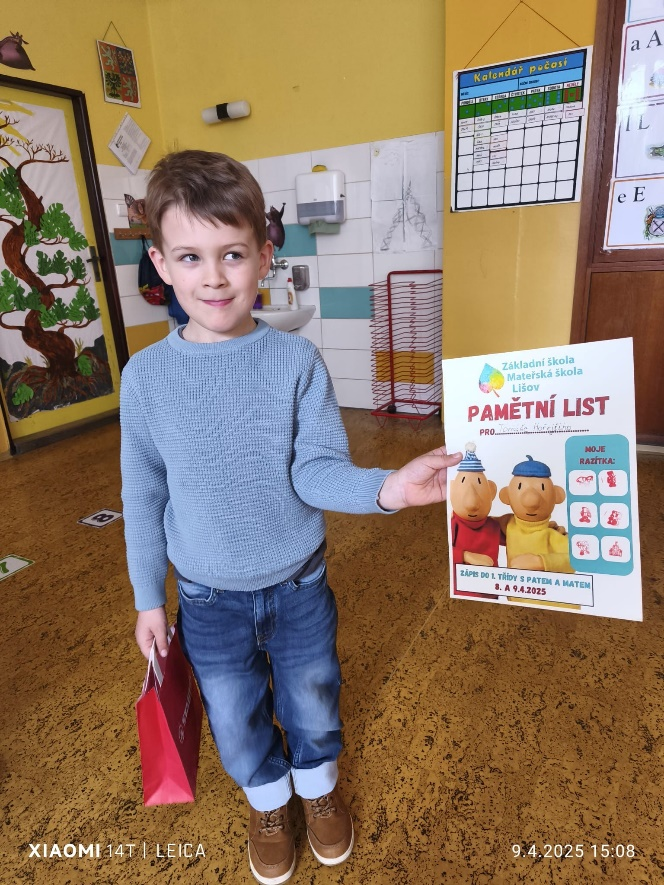 Kalendář počasí
a A
I L
e E
Základní škola
Mateřská škola
Lišov
PAMĚTNÍ LIST
PRO
MOJE
RAZÍTKA:
ZÁPIS DO 1. TŘÍDY S PATEM A MATEM
8. A 9.4.2025
XIAOMI 14T | LEICA
9.4.2025 15:08